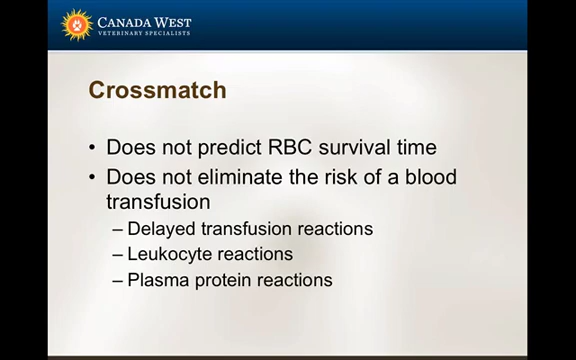 CANADA WEST
VETERINARY SPECIALISTS
Crossmatch
• Does not predict RBC survival time
• Does not eliminate the risk of a blood
transfusion
– Delayed transfusion reactions
– Leukocyte reactions
– Plasma protein reactions